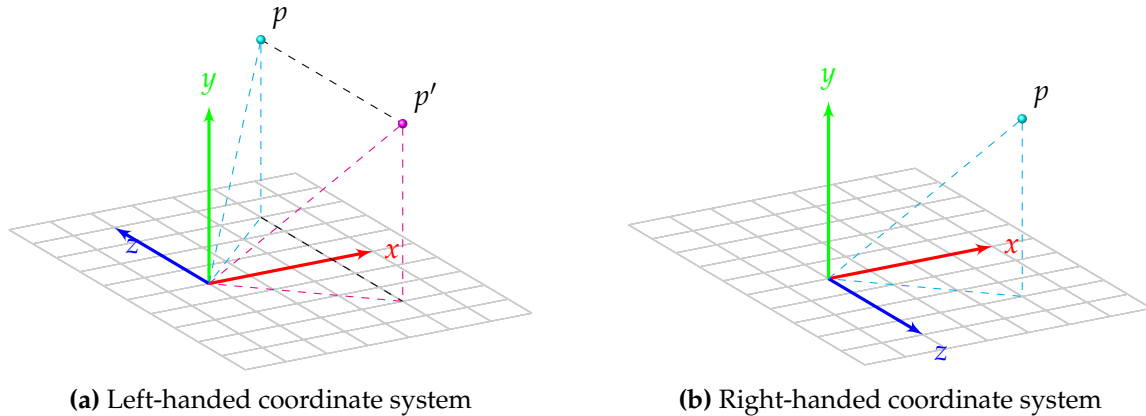 p
p′
y
z
x
p
y
x
z
(a) Left-handed coordinate system
(b) Right-handed coordinate system